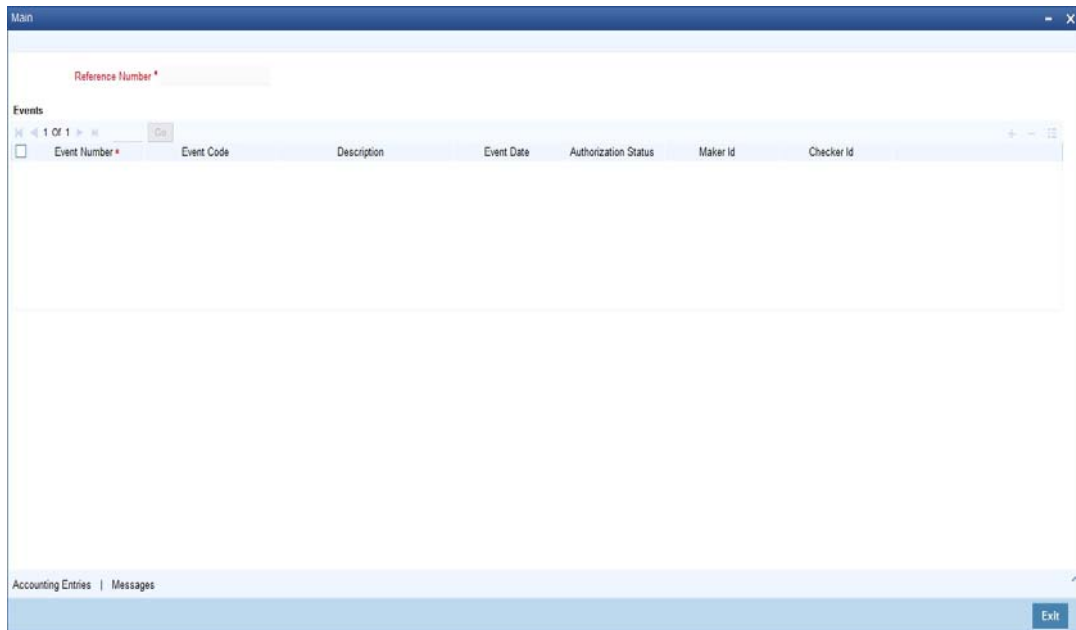 Main
Reference Number *
Events
1 Of 1 Go
Event Number * Event Code Description Event Date Authorization Status Maker Id Checker Id
Accounting Entries | Messages
Exit